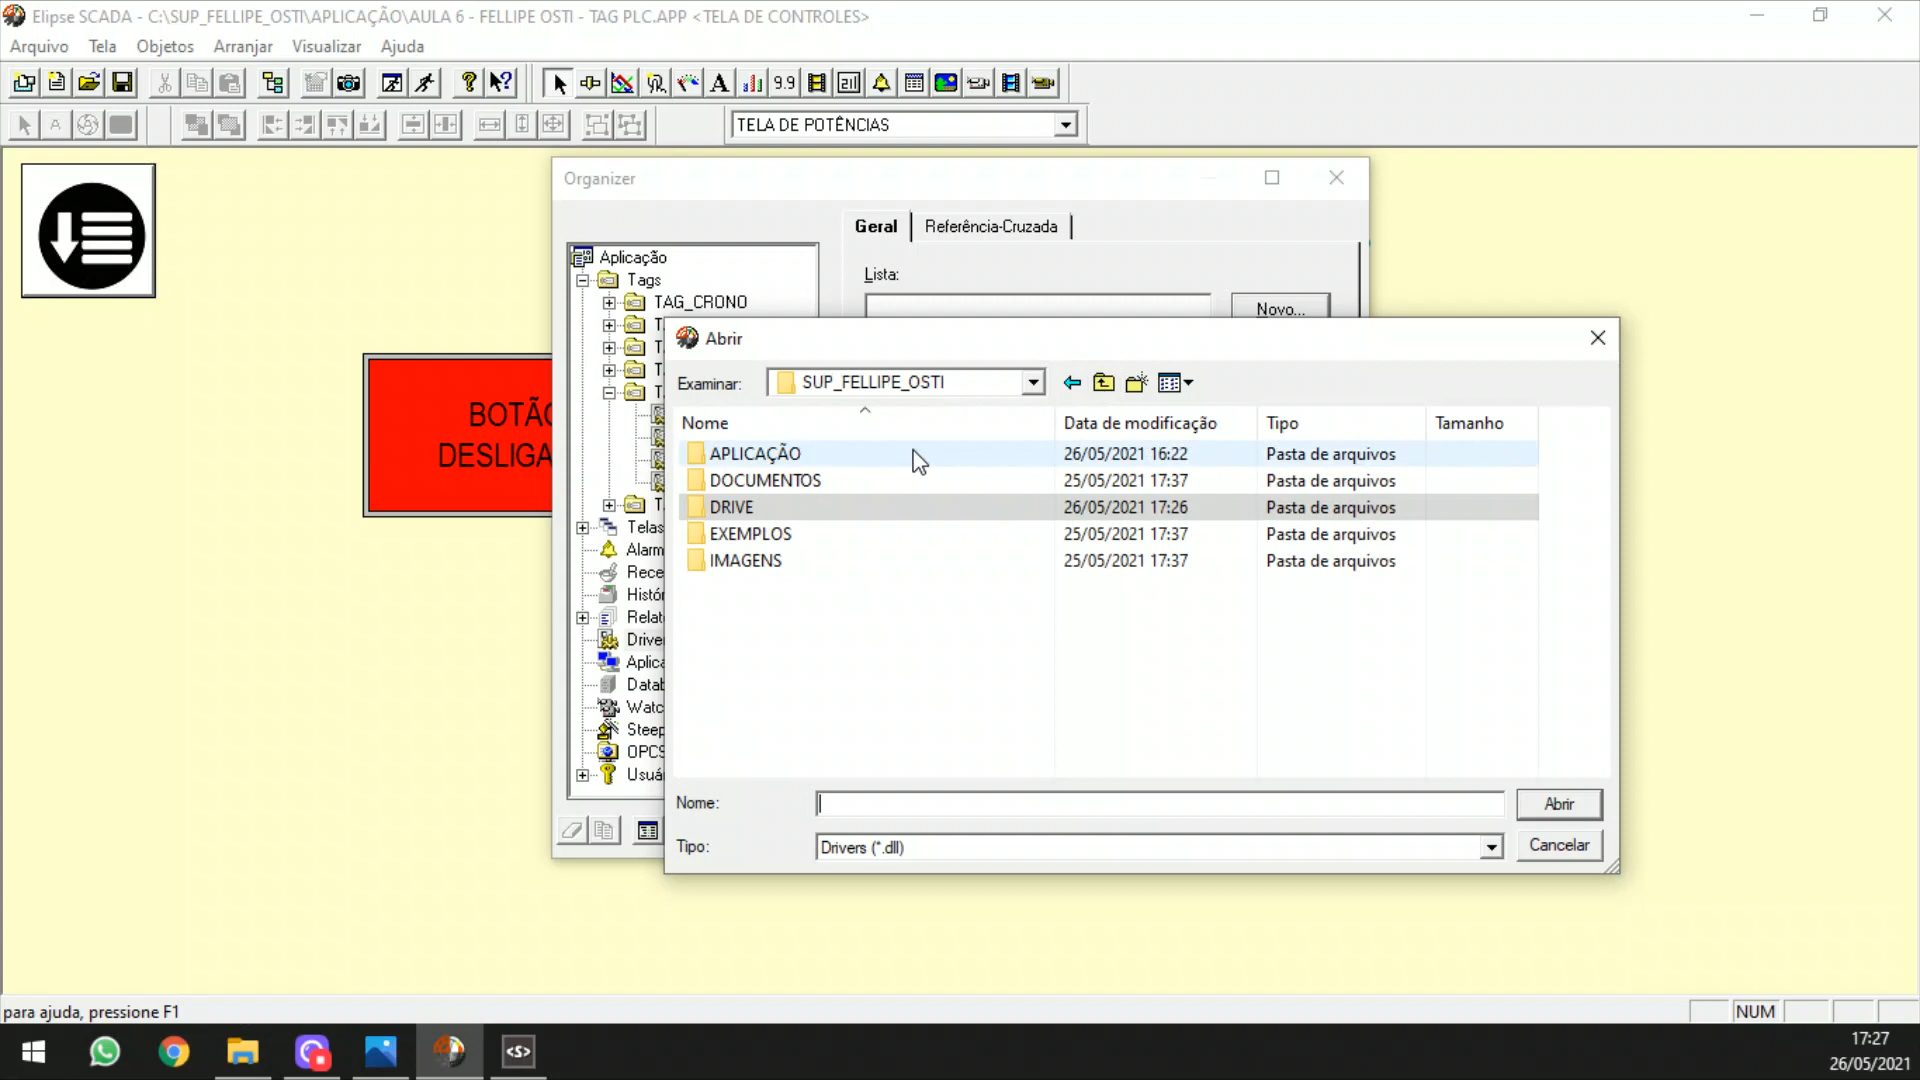 Elipse SCADA - C:\SUP_FELLIPE_OSTI\APLICAÇÃO\AULA 6 - FELLIPE OSTI - TAG PLC.APP <TELA DE CONTROLES>
Arquivo Tela Objetos Arranjar Visualizar Ajuda
TELA DE POTÊNCIAS
Organizer
Geral Referência-Cruzada
Aplicação
Lista:
Tags
TAG_CRONO
Novo...
Abrir
Examinar: SUP_FELLIPE_OSTI
Nome Data de modificação Tipo Tamanho
APLICAÇÃO 26/05/2021 16:22 Pasta de arquivos
DOCUMENTOS 25/05/2021 17:37 Pasta de arquivos
DRIVE 26/05/2021 17:26 Pasta de arquivos
EXEMPLOS 25/05/2021 17:37 Pasta de arquivos
IMAGENS 25/05/2021 17:37 Pasta de arquivos
BOTÃO
DESLIGA
Telas
Alarm
Rece
Histór
Relat
Drive
Aplica
Datab
Watc
Steep
OPCS
Usuá
Nome: Abrir
Tipo: Drivers (*.dll) Cancelar
para ajuda, pressione F1
NUM
17:27
26/05/2021